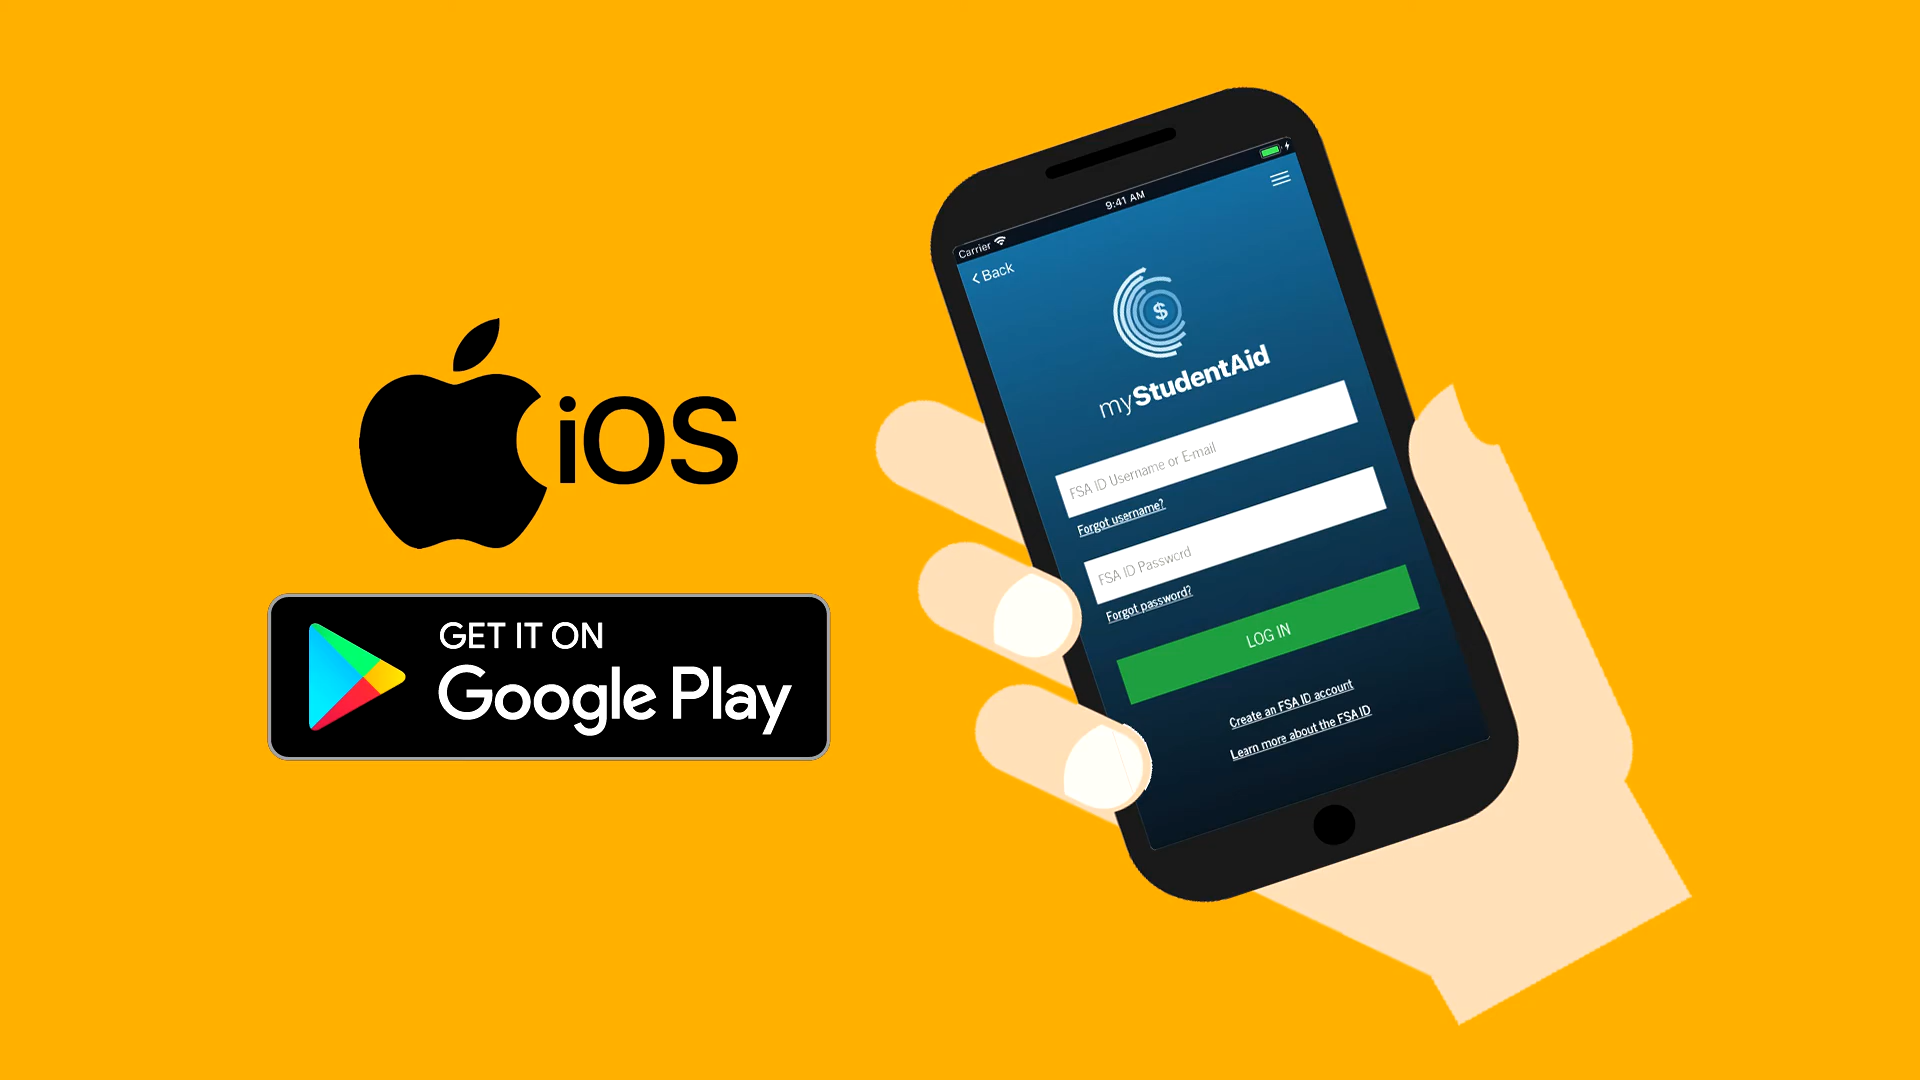 iOS
GET IT ON
Google Play
Carrier
9:41 AM
Back
$
myStudentAid
FSA ID Username or E-mail
Forgot username?
FSA ID Password
Forgot password?
LOG IN
Create an FSA ID account
Learn more about the FSA ID